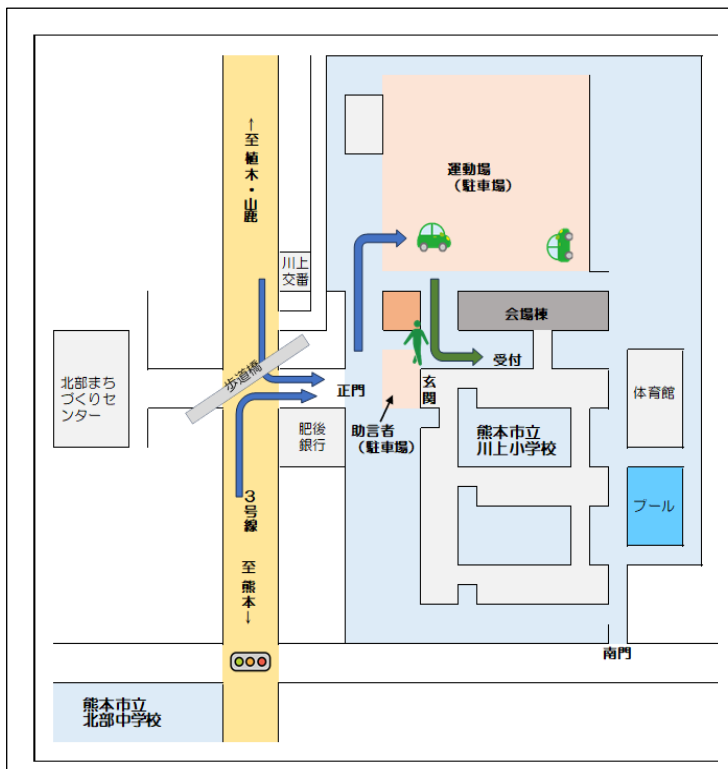 ↑至 植木・山鹿
運動場
（駐車場）
川上
交番
会場棟
歩道橋
受付
北部まち
づくりセ
ンター
正門
玄関
体育館
肥後
銀行
助言者
（駐車場）
熊本市立
川上小学校
プール
３号線
至 熊本↓
南門
熊本市立
北部中学校